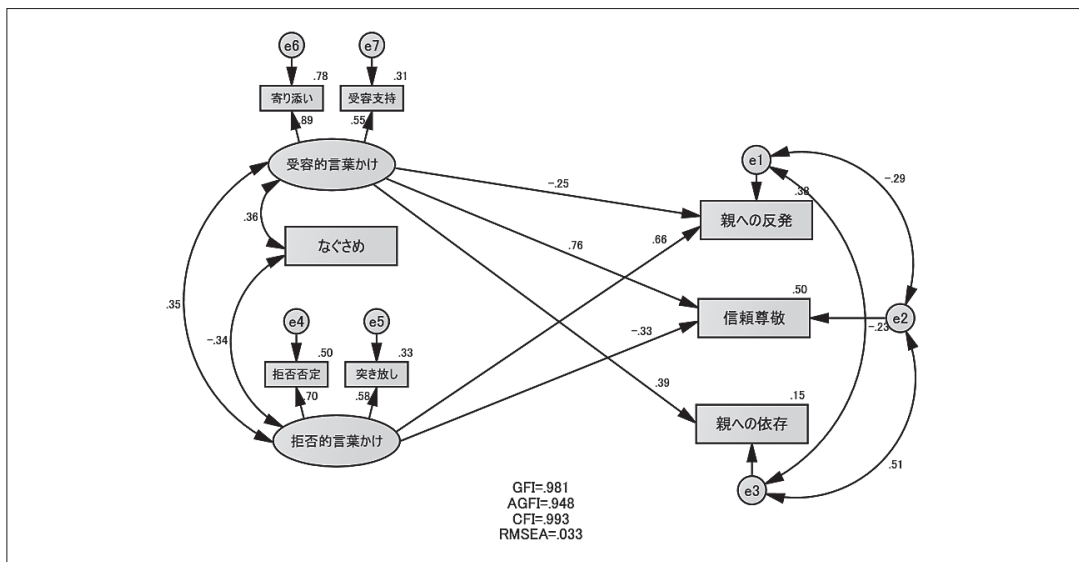 e6
e7
.78
.31
寄り添い
受容支持
.89
.55
受容的言葉かけ
e1
-.29
-.25
.38
親への反発
.36
なぐさめ
.66
.76
.35
-.34
e4
e5
.50
.33
拒否否定
突き放し
.70
.58
拒否的言葉かけ
.50
信頼尊敬
e2
-.23
-.33
.39
.15
親への依存
.51
e3
GFI=.981
AGFI=.948
CFI=.993
RMSEA=.033